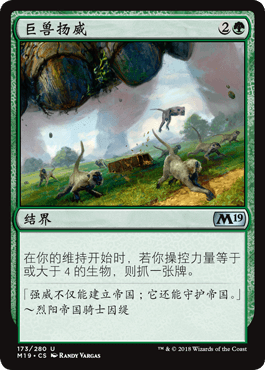 巨兽扬威 2
结界 M19
在你的维持开始时,若你操控力量等于
或大于 4 的生物,则抓一张牌。
「强威不仅能建立帝国;它还能守护帝国。」
~烈阳帝国骑士因缇
173/280 U
M19 • CS RANDY VARGAS
™ & © 2018 Wizards of the Coast